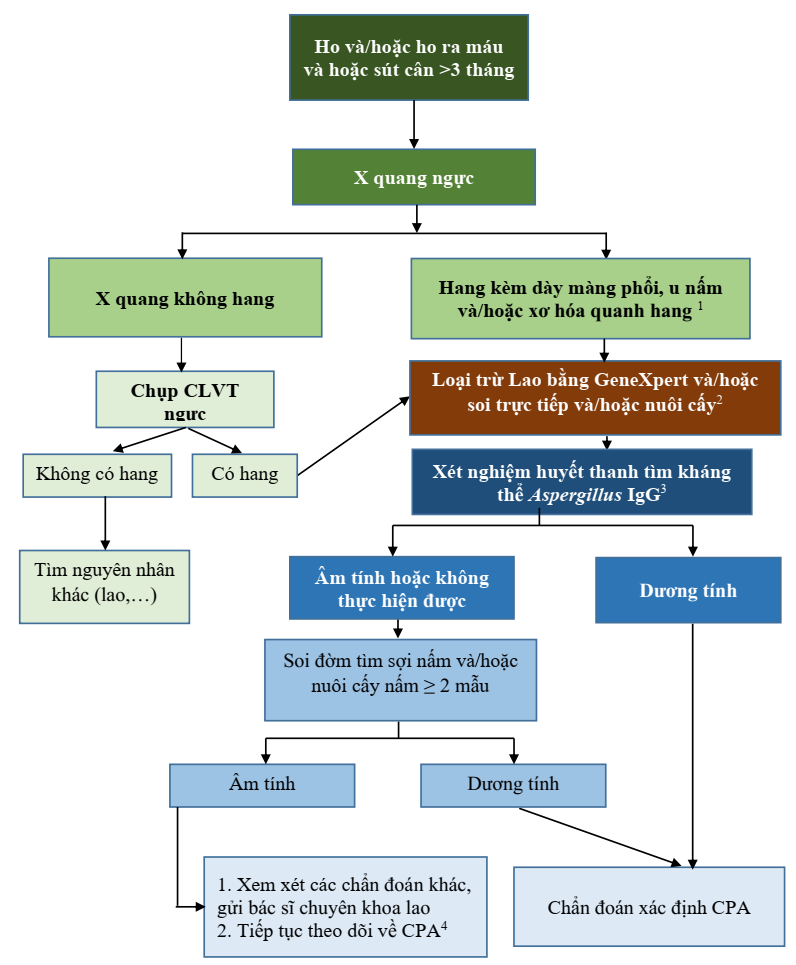 Ho và/hoặc ho ra máu
và hoặc sút cân >3 tháng
X quang ngực
X quang không hang
Hang kèm dày màng phổi, u nấm
và/hoặc xơ hóa quanh hang ¹
Chụp CLVT
ngực
Loại trừ Lao bằng GeneXpert và/hoặc
soi trực tiếp và/hoặc nuôi cấy²
Không có hang
Có hang
Xét nghiệm huyết thanh tìm kháng
thể Aspergillus IgG³
Tìm nguyên nhân
khác (lao,…)
Âm tính hoặc không
thực hiện được
Dương tính
Soi đờm tìm sợi nấm và/hoặc
nuôi cấy nấm ≥ 2 mẫu
Âm tính
Dương tính
1. Xem xét các chẩn đoán khác,
gửi bác sĩ chuyên khoa lao
2. Tiếp tục theo dõi về CPA⁴
Chẩn đoán xác định CPA